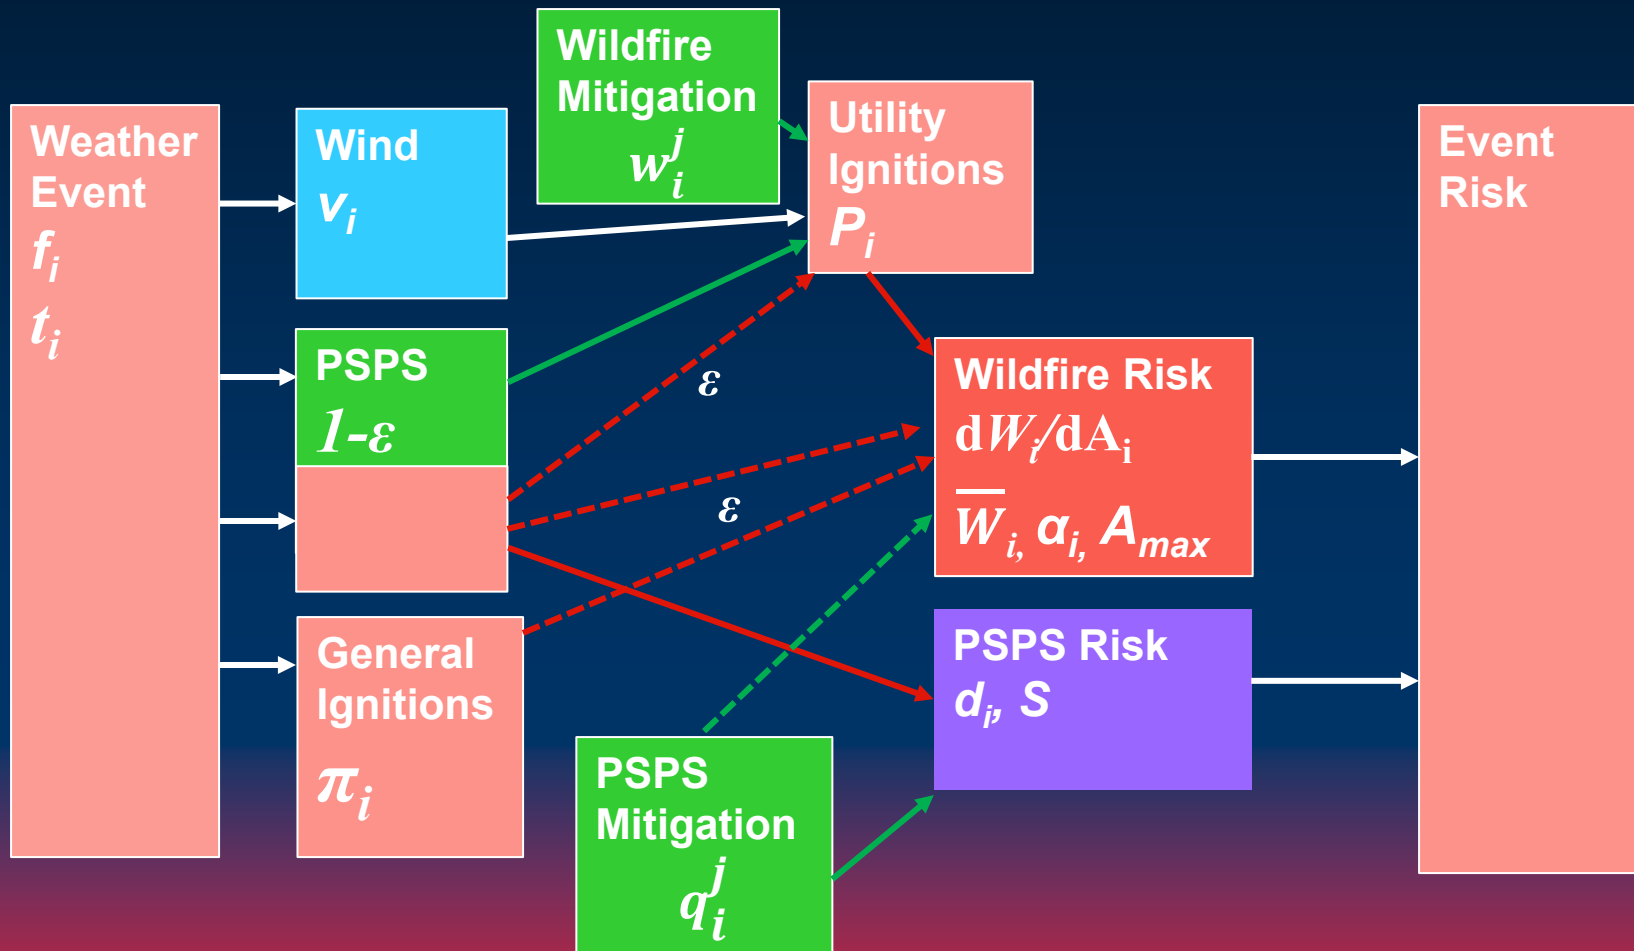 Weather
Event
f_i
t_i
Wind
v_i
PSPS
1-ε
General
Ignitions
π_i
Wildfire
Mitigation
w_i^j
Utility
Ignitions
P_i
ε
ε
PSPS
Mitigation
q_i^j
Wildfire Risk
dW_i/dA_i
W̅_i, α_i, A_max
PSPS Risk
d_i, S
Event
Risk